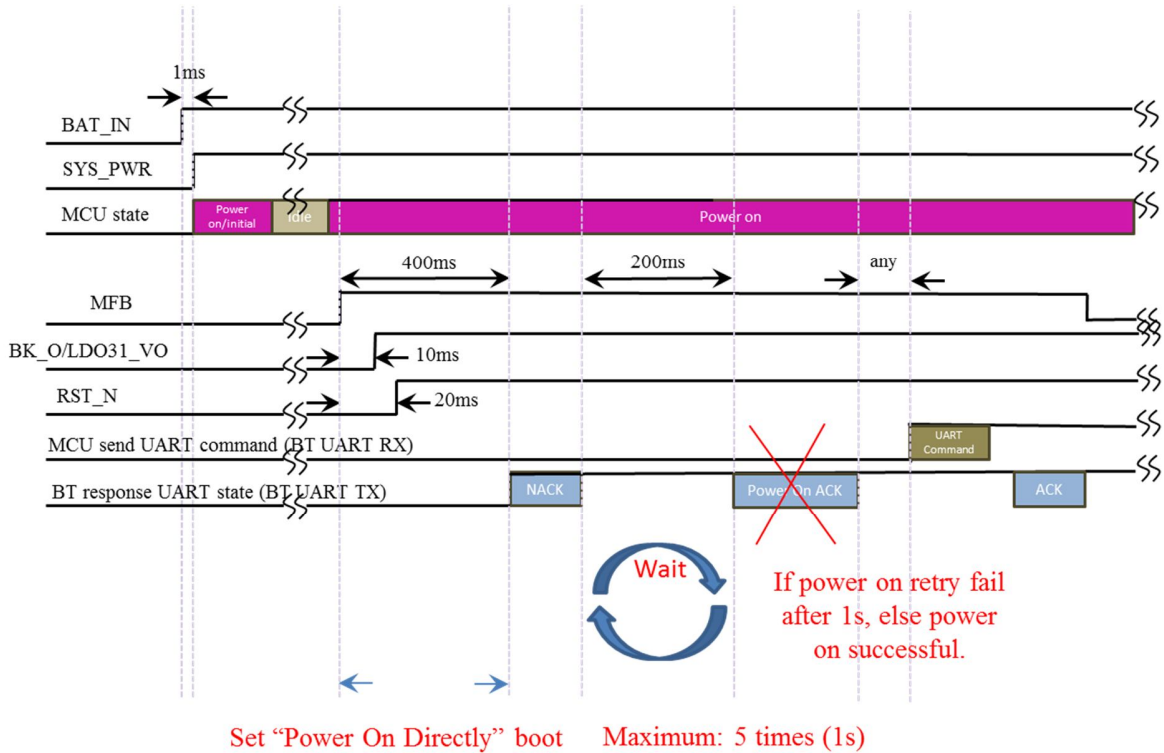 1ms
BAT_IN
SYS_PWR
MCU state
Power
on/initial
Idle
Power on
400ms
200ms
any
MFB
BK_O/LDO31_VO
10ms
RST_N
20ms
MCU send UART command (BT UART RX)
UART
Command
BT response UART state (BT UART TX)
NACK
Power On ACK
ACK
Wait
If power on retry fail
after 1s, else power
on successful.
Set “Power On Directly” boot
Maximum: 5 times (1s)